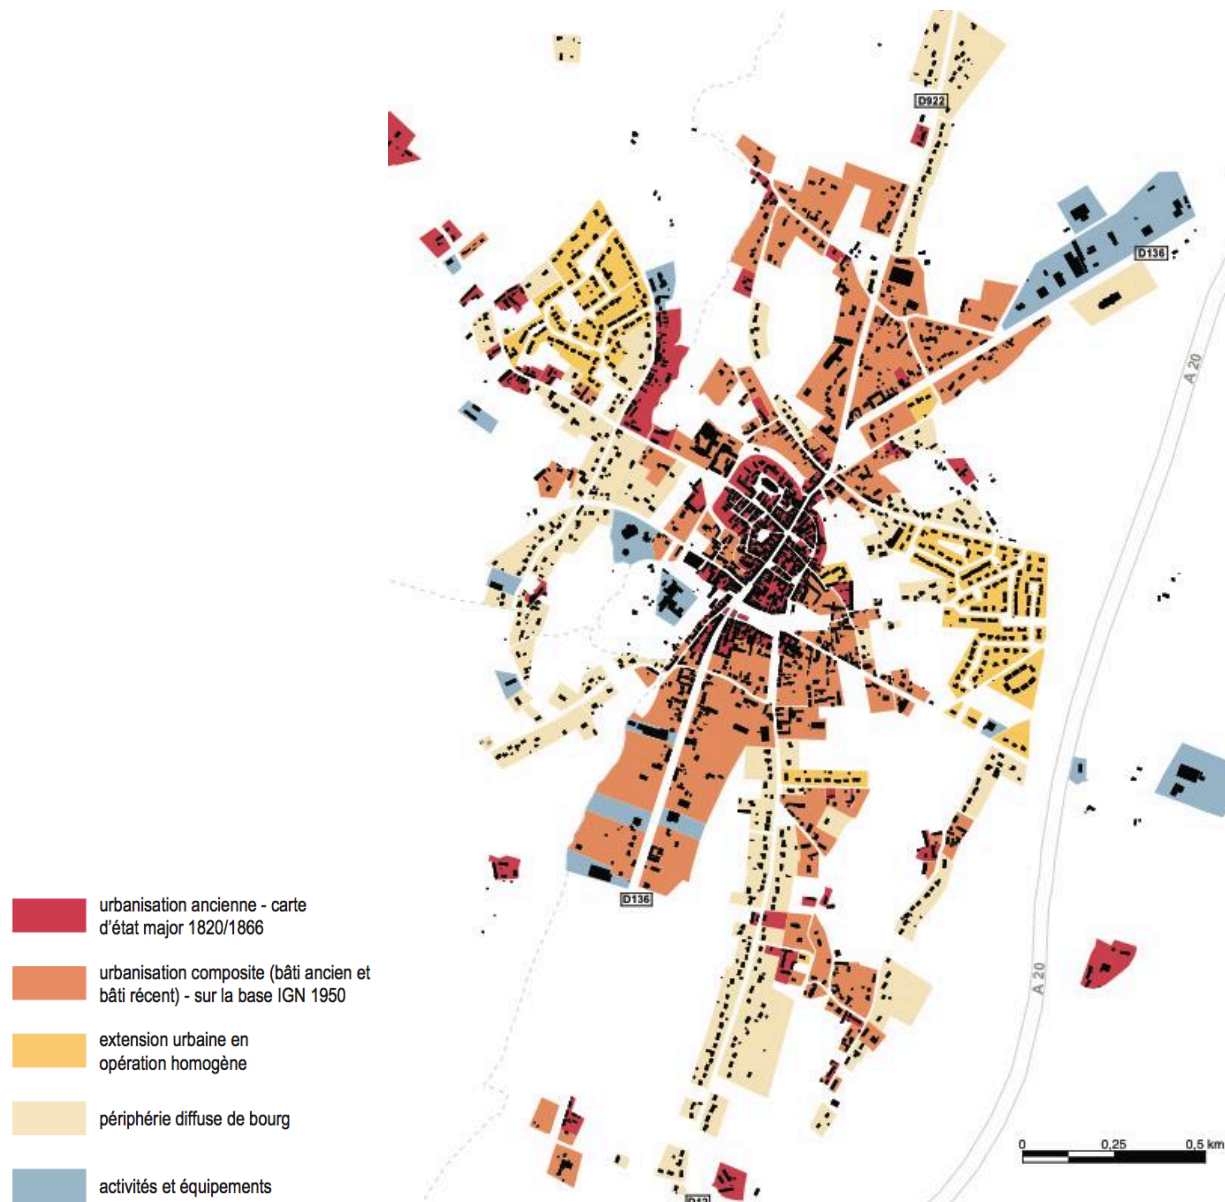 D922
D136
A 20
D136
urbanisation ancienne - carte
d'état major 1820/1866
urbanisation composite (bâti ancien et
bâti récent) - sur la base IGN 1950
A 20
extension urbaine en
opération homogène
périphérie diffuse de bourg
0 0,25 0,5 km
activités et équipements